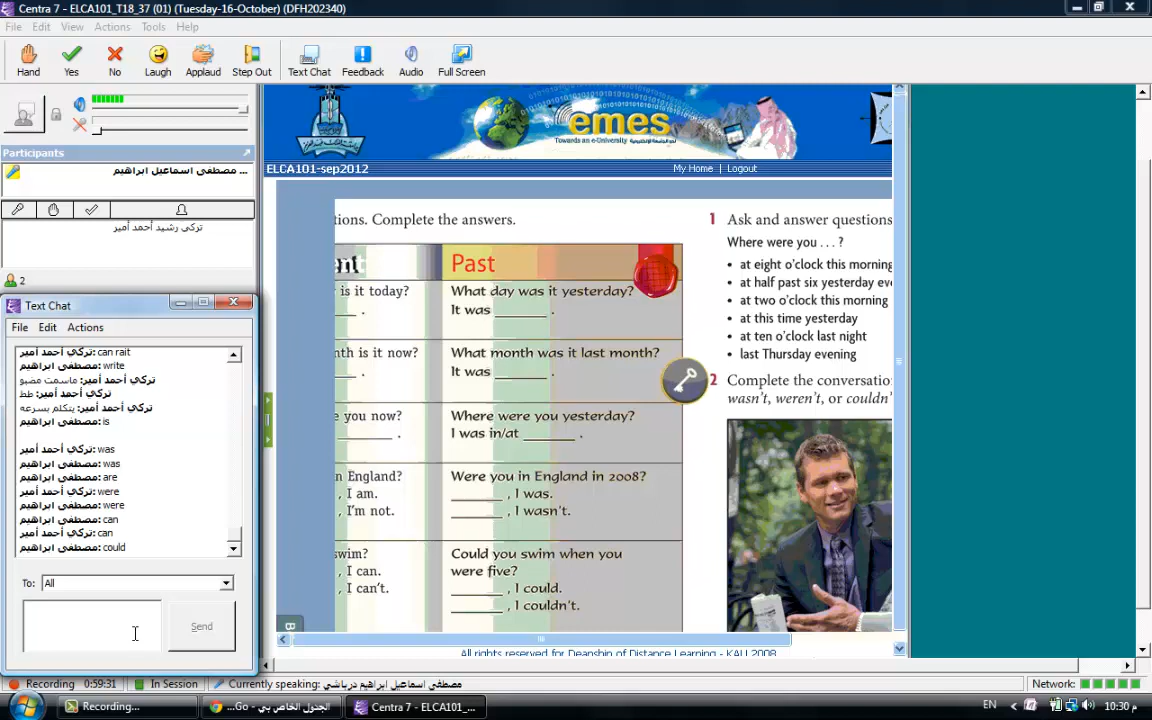 Centra 7 - ELCA101_T18_37 (01) (Tuesday-16-October) (DFH202340)
File Edit View Actions Tools Help
Hand Yes No Laugh Applaud Step Out Text Chat Feedback Audio Full Screen
Participants
مصطفى اسماعيل ابراهيم ...
تركي رشيد أحمد أمير
2
Text Chat
File Edit Actions
تركي أحمد أمير: can rait
مصطفى ابراهيم: write
تركي أحمد أمير: ماسمت مضبو
تركي أحمد أمير: طط
تركي أحمد أمير: يتكلم بسرعه
مصطفى ابراهيم: is
تركي أحمد أمير: was
مصطفى ابراهيم: was
مصطفى ابراهيم: are
تركي أحمد أمير: were
مصطفى ابراهيم: were
مصطفى ابراهيم: can
تركي أحمد أمير: can
مصطفى ابراهيم: could
To: All
Send
emes
Towards an e-University
ELCA101-sep2012
My Home | Logout
tions. Complete the answers.
ent Past
is it today? What day was it yesterday?
. It was ______ .
nth is it now? What month was it last month?
. It was ______ .
e you now? Where were you yesterday?
______ . I was in/at ______ .
n England? Were you in England in 2008?
, I am. ______ , I was.
, I'm not. ______ , I wasn't.
swim? Could you swim when you
were five?
, I can. ______ , I could.
, I can't. ______ , I couldn't.
1 Ask and answer questions
Where were you . . . ?
• at eight o'clock this morning
• at half past six yesterday eve
• at two o'clock this morning
• at this time yesterday
• at ten o'clock last night
• last Thursday evening
2 Complete the conversatio
wasn't, weren't, or couldn'
All rights reserved for Deanship of Distance Learning - KAU 2008
Recording 0:59:31 In Session Currently speaking: مصطفى اسماعيل ابراهيم درباشي Network:
Recording... الجدول الخاص بي - Go... Centra 7 - ELCA101_... EN 10:30 م